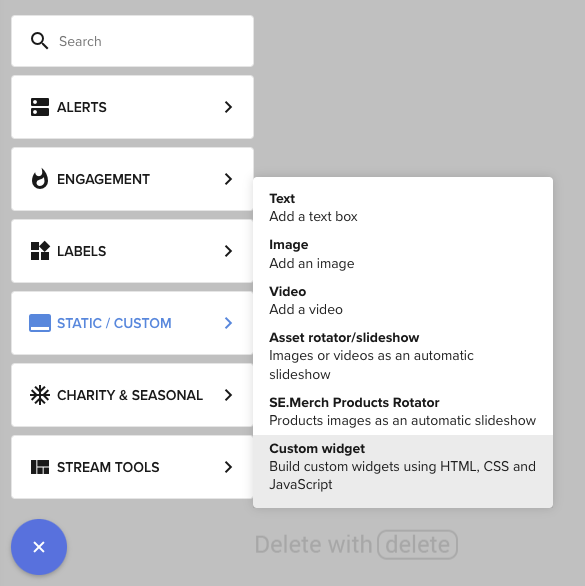 Search
ALERTS
ENGAGEMENT
LABELS
STATIC / CUSTOM
CHARITY & SEASONAL
STREAM TOOLS
Text
Add a text box
Image
Add an image
Video
Add a video
Asset rotator/slideshow
Images or videos as an automatic
slideshow
SE.Merch Products Rotator
Products images as an automatic slideshow
Custom widget
Build custom widgets using HTML, CSS and
JavaScript
Delete with delete